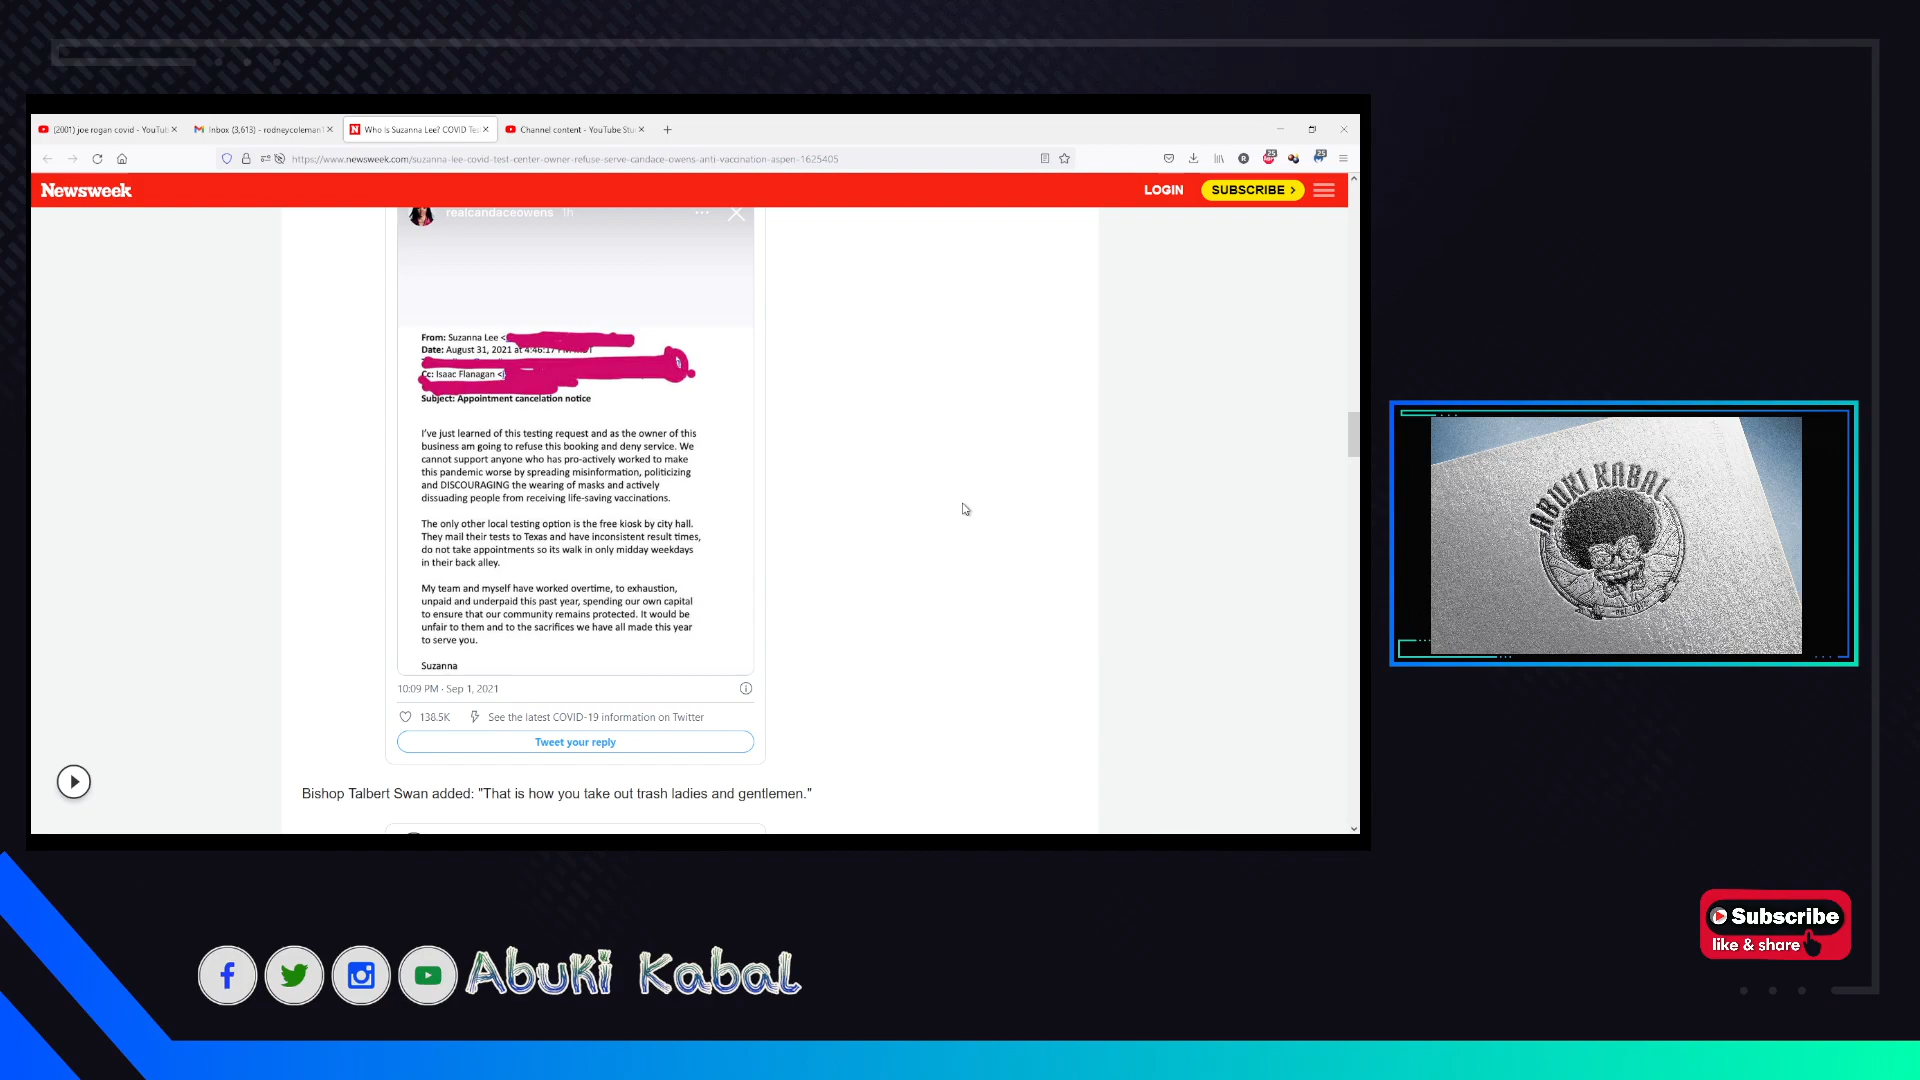 (2001) joe rogan covid - YouTub
Inbox (3,613) - rodneycoleman1
Who Is Suzanna Lee? COVID Te
Channel content - YouTube Stu
https://www.newsweek.com/suzanna-lee-covid-test-center-owner-refuse-serve-candace-owens-anti-vaccination-aspen-1625405
25
25
Newsweek
LOGIN
SUBSCRIBE >
realcandaceowens 1h
From: Suzanna Lee <
Date: August 31, 2021 at 4:46:17 PM
Cc: Isaac Flanagan <
Subject: Appointment cancelation notice
I've just learned of this testing request and as the owner of this
business am going to refuse this booking and deny service. We
cannot support anyone who has pro-actively worked to make
this pandemic worse by spreading misinformation, politicizing
and DISCOURAGING the wearing of masks and actively
dissuading people from receiving life-saving vaccinations.
The only other local testing option is the free kiosk by city hall.
They mail their tests to Texas and have inconsistent result times,
do not take appointments so its walk in only midday weekdays
in their back alley.
My team and myself have worked overtime, to exhaustion,
unpaid and underpaid this past year, spending our own capital
to ensure that our community remains protected. It would be
unfair to them and to the sacrifices we have all made this year
to serve you.
Suzanna
10:09 PM · Sep 1, 2021
138.5K
See the latest COVID-19 information on Twitter
Tweet your reply
Bishop Talbert Swan added: "That is how you take out trash ladies and gentlemen."
ABUKI KABAL
Subscribe
like & share
Abuki Kabal